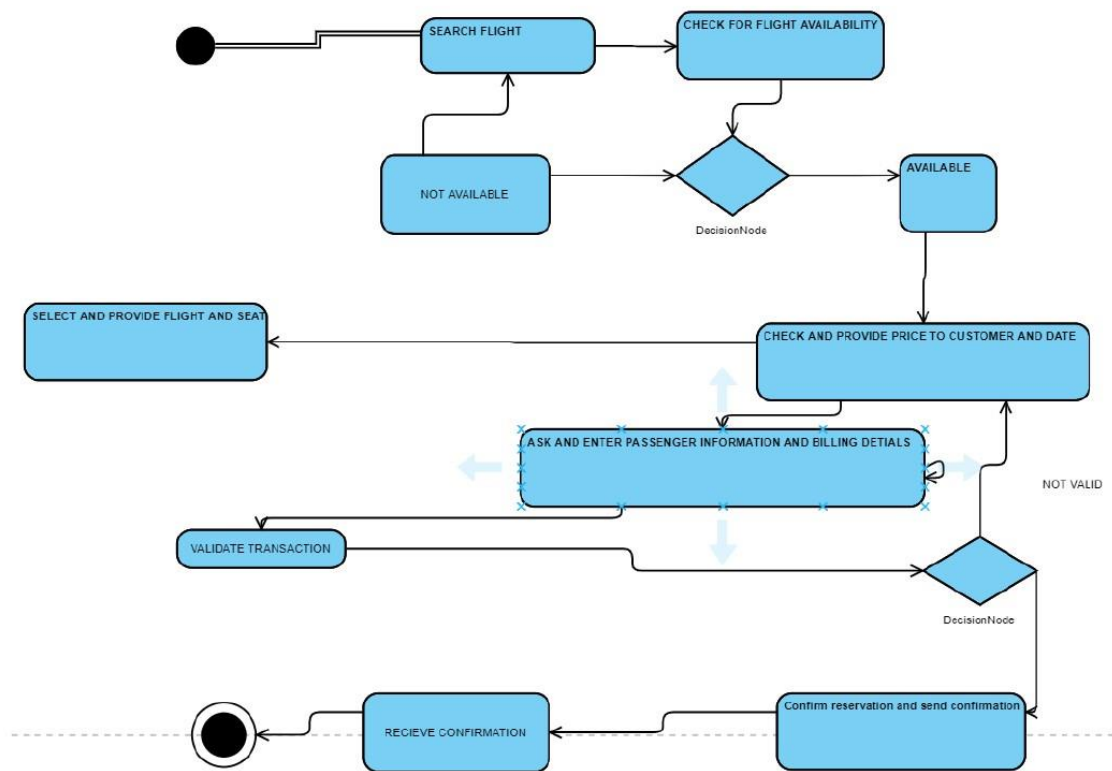 SEARCH FLIGHT
CHECK FOR FLIGHT AVAILABILITY
NOT AVAILABLE
AVAILABLE
DecisionNode
SELECT AND PROVIDE FLIGHT AND SEAT
CHECK AND PROVIDE PRICE TO CUSTOMER AND DATE
ASK AND ENTER PASSENGER INFORMATION AND BILLING DETIALS
NOT VALID
VALIDATE TRANSACTION
DecisionNode
Confirm reservation and send confirmation
RECIEVE CONFIRMATION